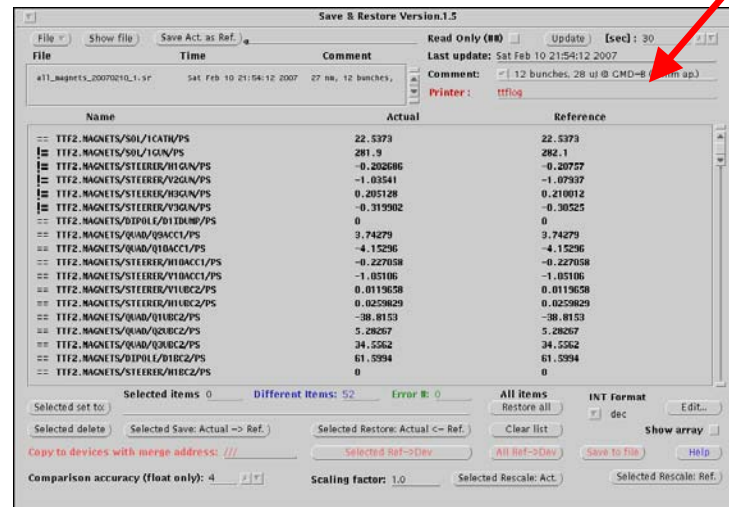 Save & Restore Version.1.5
File Show file Save Act. as Ref. Read Only (##) Update [sec] : 30
File Time Comment Last update: Sat Feb 10 21:54:12 2007
all_magnets_20070210_1.sr Sat Feb 10 21:54:12 2007 27 nm, 12 bunches, Comment: 12 bunches, 28 uJ @ GMD-B ap.)
Printer : ttflog
Name Actual Reference
== TTF2.MAGNETS/SOL/1CATH/PS 22.5373 22.5373
!= TTF2.MAGNETS/SOL/1GUN/PS 281.9 282.1
!= TTF2.MAGNETS/STEERER/H1GUN/PS -0.202686 -0.20757
!= TTF2.MAGNETS/STEERER/V2GUN/PS -1.03541 -1.07937
!= TTF2.MAGNETS/STEERER/H3GUN/PS 0.205128 0.210012
!= TTF2.MAGNETS/STEERER/V3GUN/PS -0.319902 -0.30525
== TTF2.MAGNETS/DIPOLE/D1IDUMP/PS 0 0
== TTF2.MAGNETS/QUAD/Q9ACC1/PS 3.74279 3.74279
== TTF2.MAGNETS/QUAD/Q10ACC1/PS -4.15296 -4.15296
== TTF2.MAGNETS/STEERER/H10ACC1/PS -0.227058 -0.227058
== TTF2.MAGNETS/STEERER/V10ACC1/PS -1.05106 -1.05106
== TTF2.MAGNETS/STEERER/V1UBC2/PS 0.0119658 0.0119658
== TTF2.MAGNETS/STEERER/H1UBC2/PS 0.0259829 0.0259829
== TTF2.MAGNETS/QUAD/Q1UBC2/PS -38.8153 -38.8153
== TTF2.MAGNETS/QUAD/Q2UBC2/PS 5.28267 5.28267
== TTF2.MAGNETS/QUAD/Q3UBC2/PS 34.5562 34.5562
== TTF2.MAGNETS/DIPOLE/D1BC2/PS 61.5994 61.5994
== TTF2.MAGNETS/STEERER/H1BC2/PS 0 0
Selected items 0 Different Items: 52 Error #: 0 All items INT Format
Selected set to: Restore all dec Edit...
Selected delete Selected Save: Actual -> Ref. Selected Restore: Actual <- Ref. Clear list Show array
Copy to devices with merge address: /// Selected Ref->Dev All Ref->Dev Save to file Help
Comparison accuracy (float only): 4 Scaling factor: 1.0 Selected Rescale: Act. Selected Rescale: Ref.